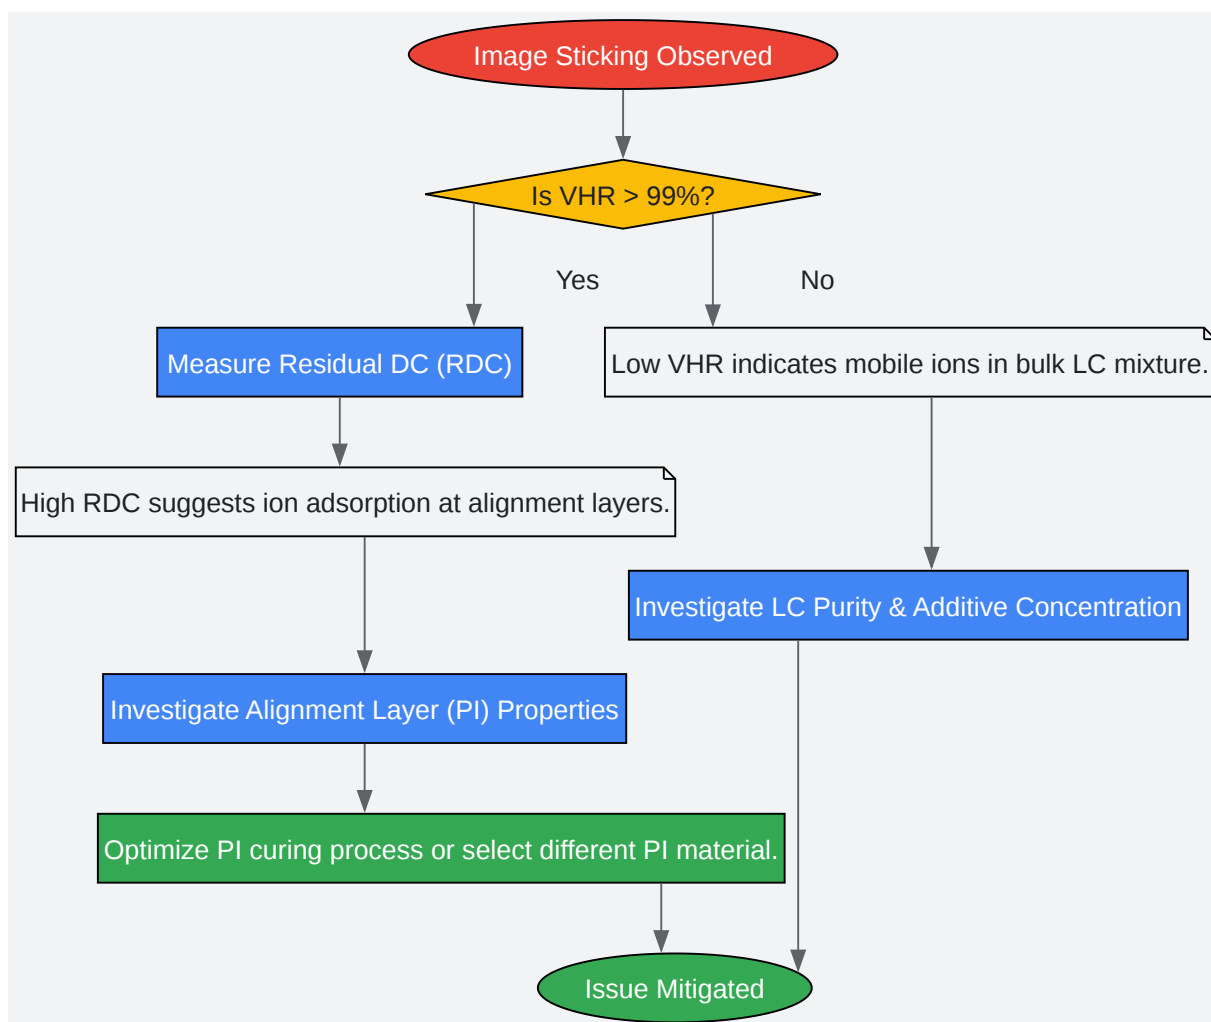 Image Sticking Observed
Is VHR > 99%?
Yes
No
Measure Residual DC (RDC)
Low VHR indicates mobile ions in bulk LC mixture.
High RDC suggests ion adsorption at alignment layers.
Investigate LC Purity & Additive Concentration
Investigate Alignment Layer (PI) Properties
Optimize PI curing process or select different PI material.
Issue Mitigated